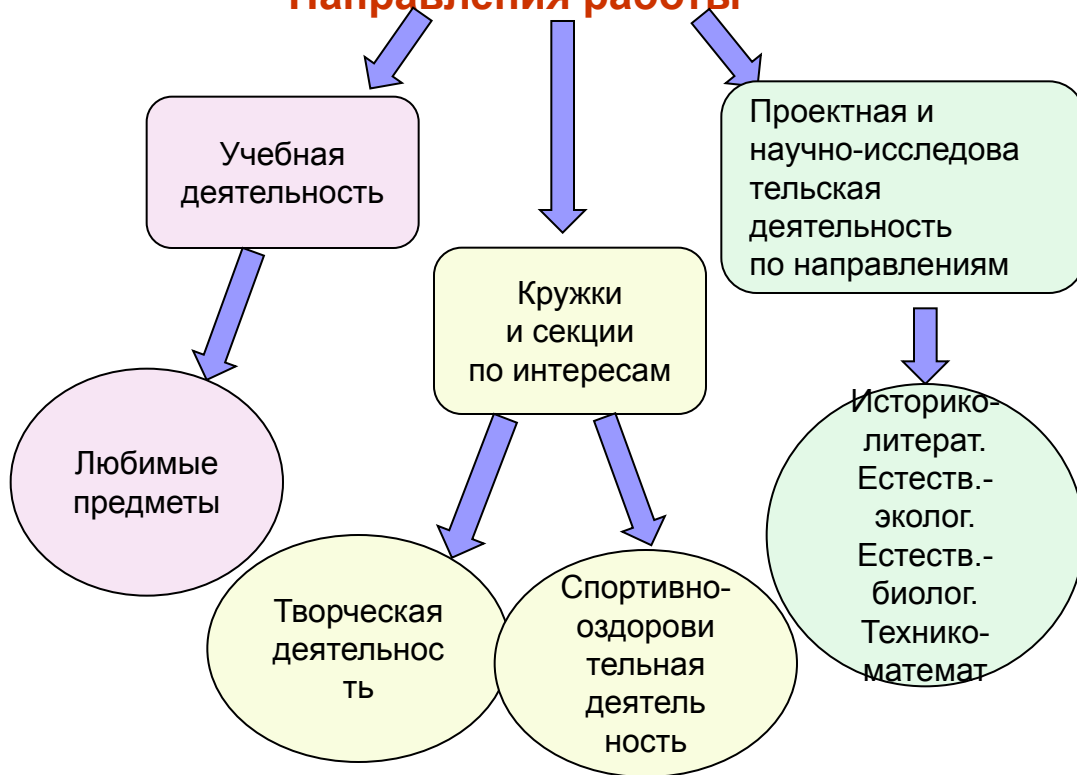 Направления работы
Учебная
деятельность
Проектная и
научно-исследова
тельская
деятельность
по направлениям
Кружки
и секции
по интересам
Любимые
предметы
Историко-
литерат.
Естеств.-
эколог.
Естеств.-
биолог.
Технико-
математ
Творческая
деятельнос
ть
Спортивно-
оздорови
тельная
деятель
ность